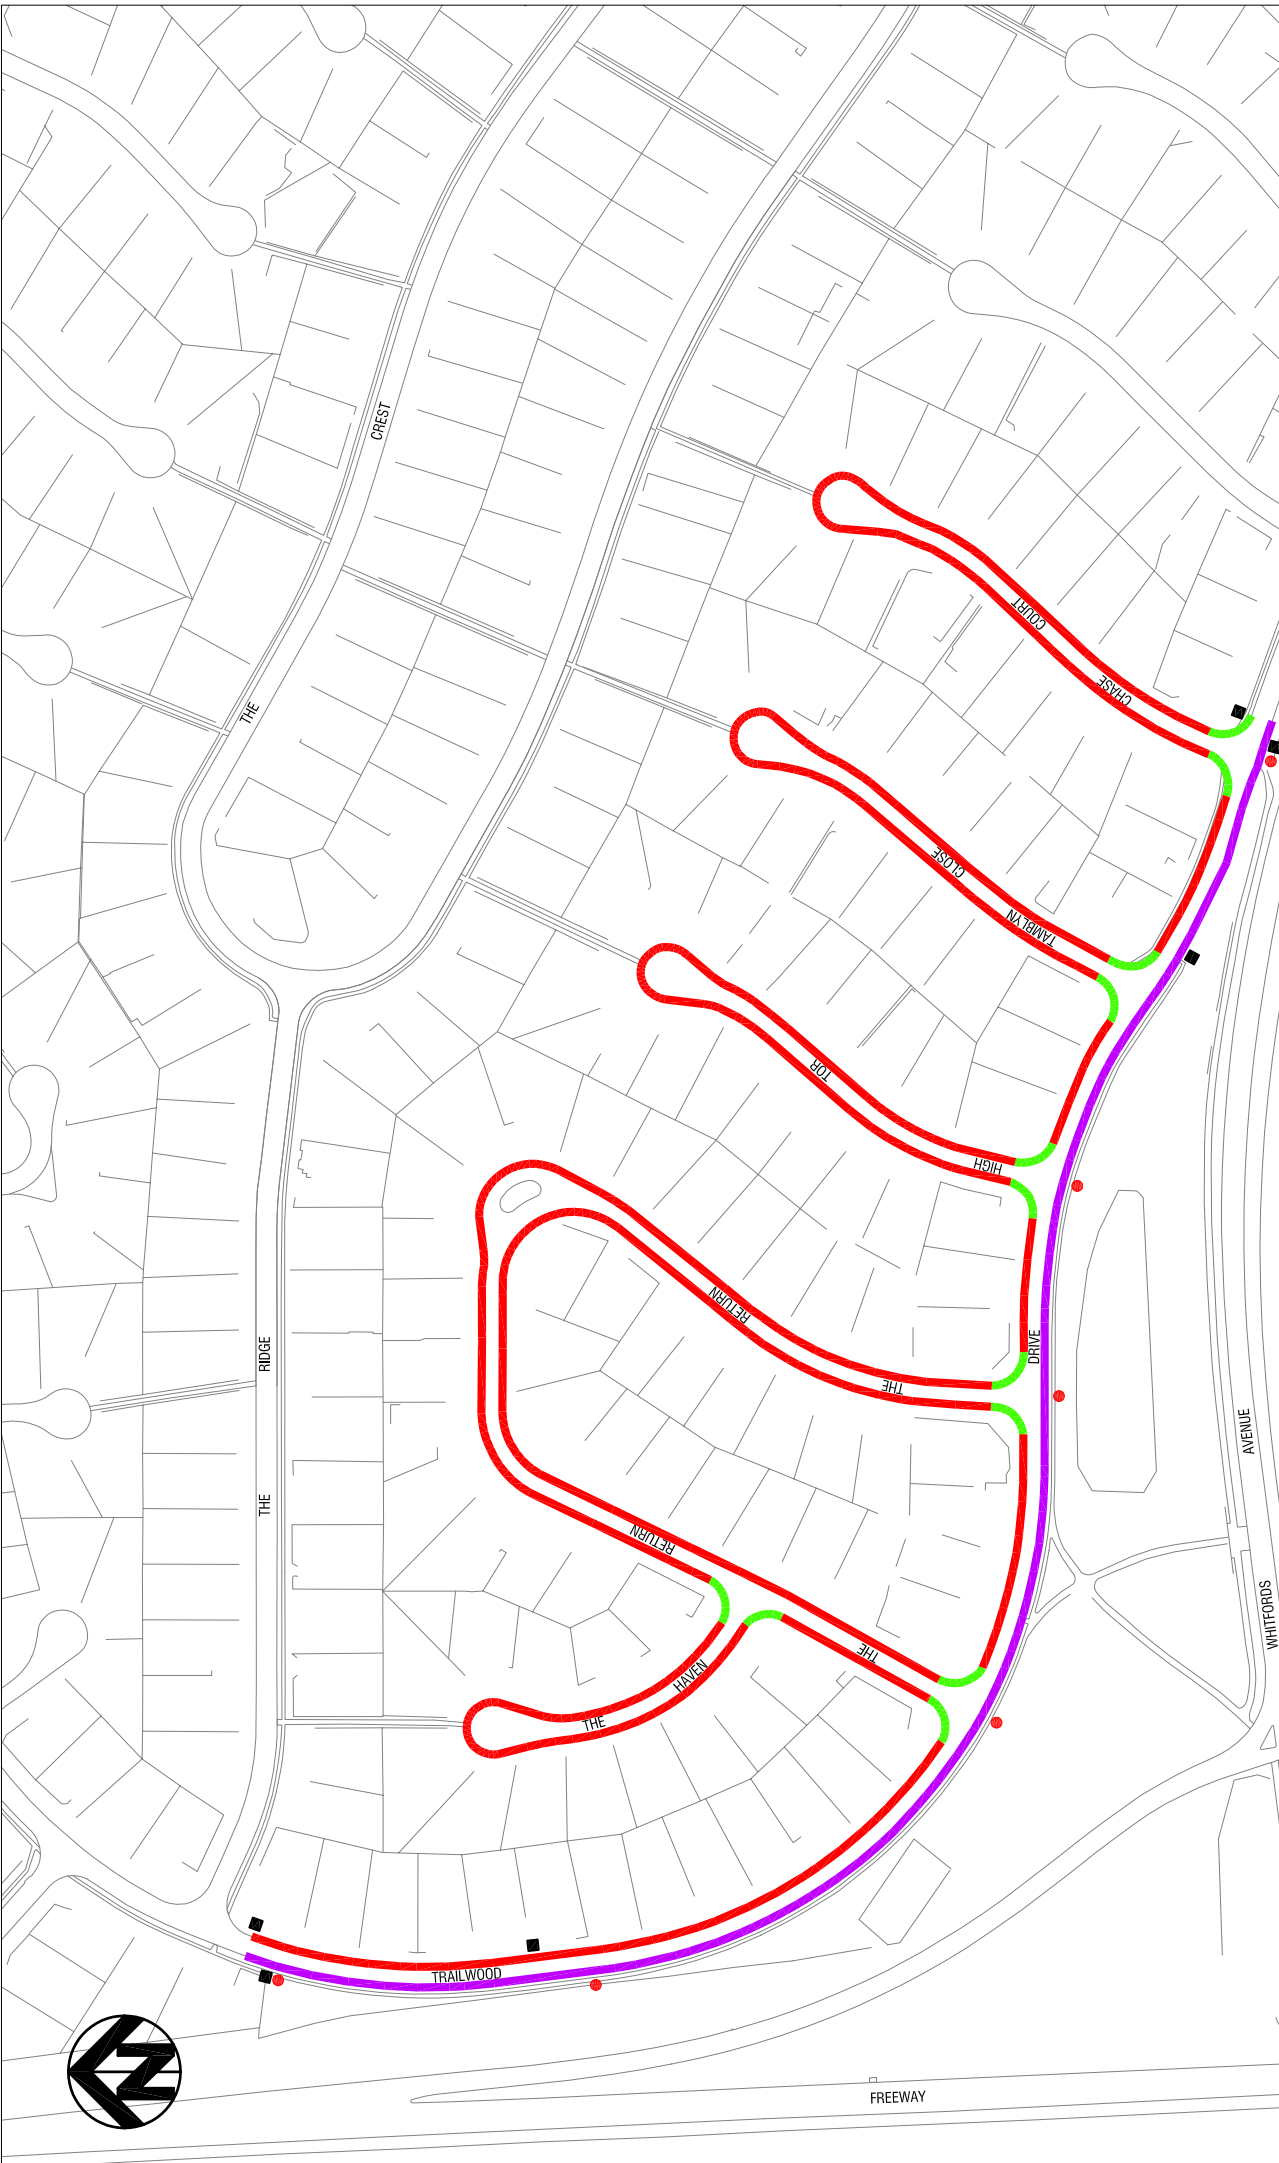 CREST
THE
COURT
CHASE
CLOSE
TAMBLYN
TOR
HIGH
RETURN
THE
DRIVE
RIDGE
THE
AVENUE
WHITFORDS
RETURN
THE
HAVEN
THE
TRAILWOOD
FREEWAY
N